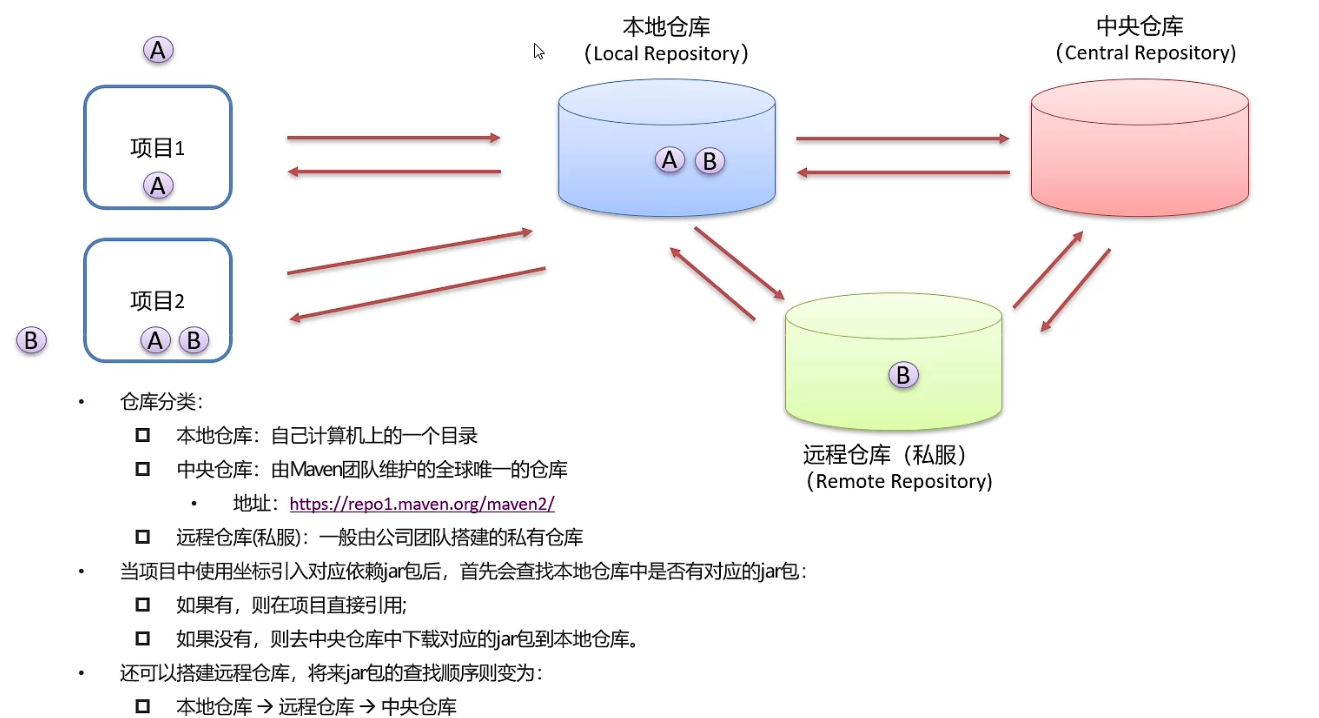 本地仓库
（Local Repository）
中央仓库
（Central Repository)
A
项目1
A
A B
项目2
A B
B
B
远程仓库（私服）
（Remote Repository)
• 仓库分类：
本地仓库：自己计算机上的一个目录
中央仓库：由Maven团队维护的全球唯一的仓库
• 地址：https://repo1.maven.org/maven2/
远程仓库(私服)：一般由公司团队搭建的私有仓库
• 当项目中使用坐标引入对应依赖jar包后，首先会查找本地仓库中是否有对应的jar包：
如果有，则在项目直接引用;
如果没有，则去中央仓库中下载对应的jar包到本地仓库。
• 还可以搭建远程仓库，将来jar包的查找顺序则变为：
本地仓库 → 远程仓库 → 中央仓库